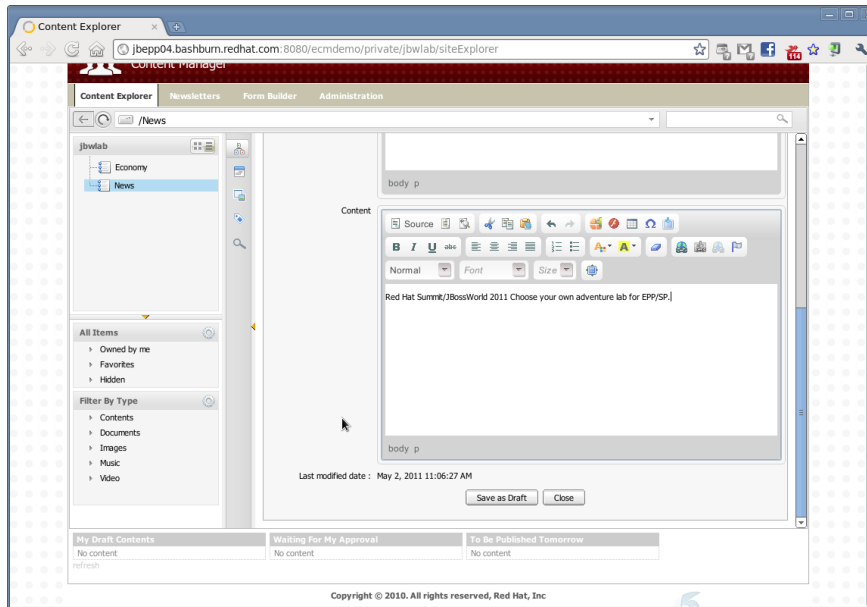 Content Explorer
jbepp04.bashburn.redhat.com:8080/ecmdemo/private/jbwlab/siteExplorer
114
Content Manager
Content Explorer Newsletters Form Builder Administration
/News
jbwlab
Economy
News
body p
Content
Source
B I U abc
Normal Font Size
Red Hat Summit/JBossWorld 2011 Choose your own adventure lab for EPP/SP.
All Items
Owned by me
Favorites
Hidden
Filter By Type
Contents
Documents
Images
Music
Video
body p
Last modified date : May 2, 2011 11:06:27 AM
Save as Draft Close
My Draft Contents Waiting For My Approval To Be Published Tomorrow
No content No content No content
refresh
Copyright © 2010. All rights reserved, Red Hat, Inc